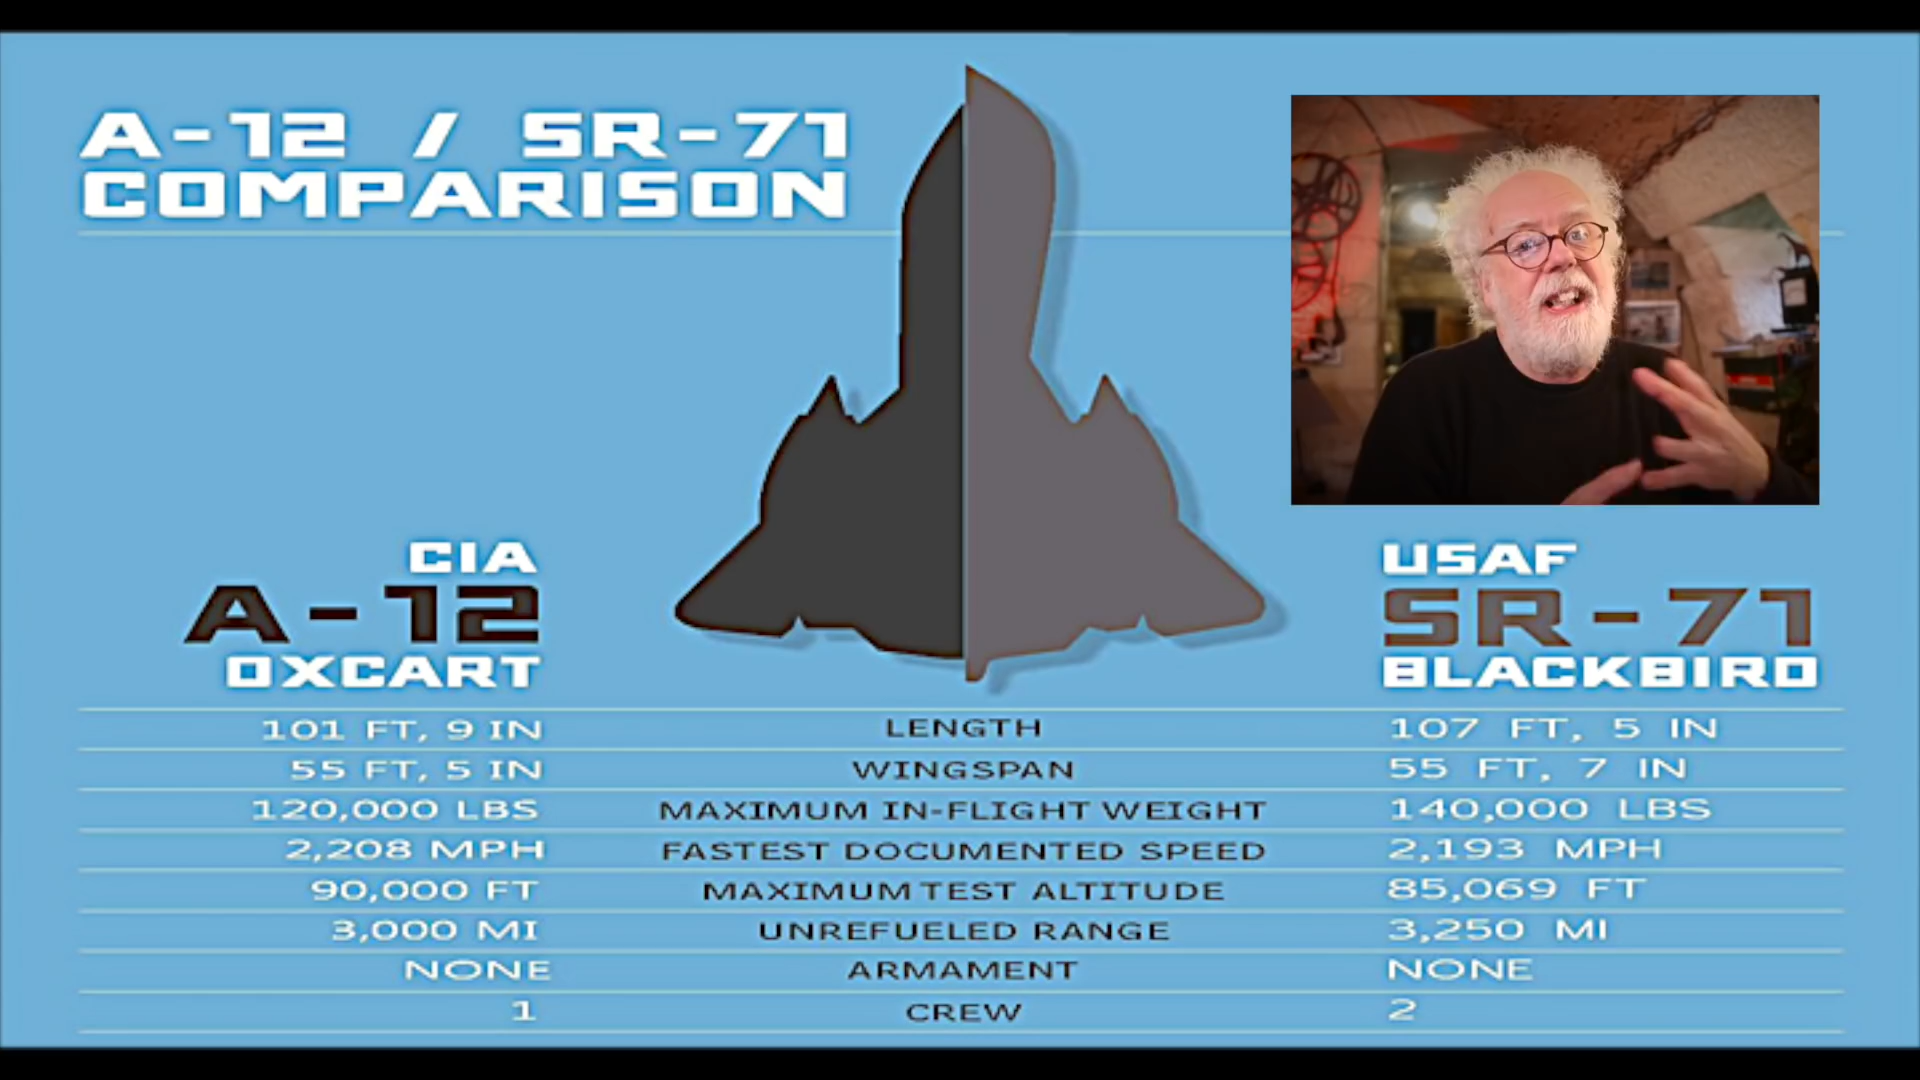 A-12 / SR-71
COMPARISON
CIA
A-12
OXCART
USAF
SR-71
BLACKBIRD
101 FT, 9 IN LENGTH 107 FT, 5 IN
55 FT, 5 IN WINGSPAN 55 FT, 7 IN
120,000 LBS MAXIMUM IN-FLIGHT WEIGHT 140,000 LBS
2,208 MPH FASTEST DOCUMENTED SPEED 2,193 MPH
90,000 FT MAXIMUM TEST ALTITUDE 85,069 FT
3,000 MI UNREFUELED RANGE 3,250 MI
NONE ARMAMENT NONE
1 CREW 2